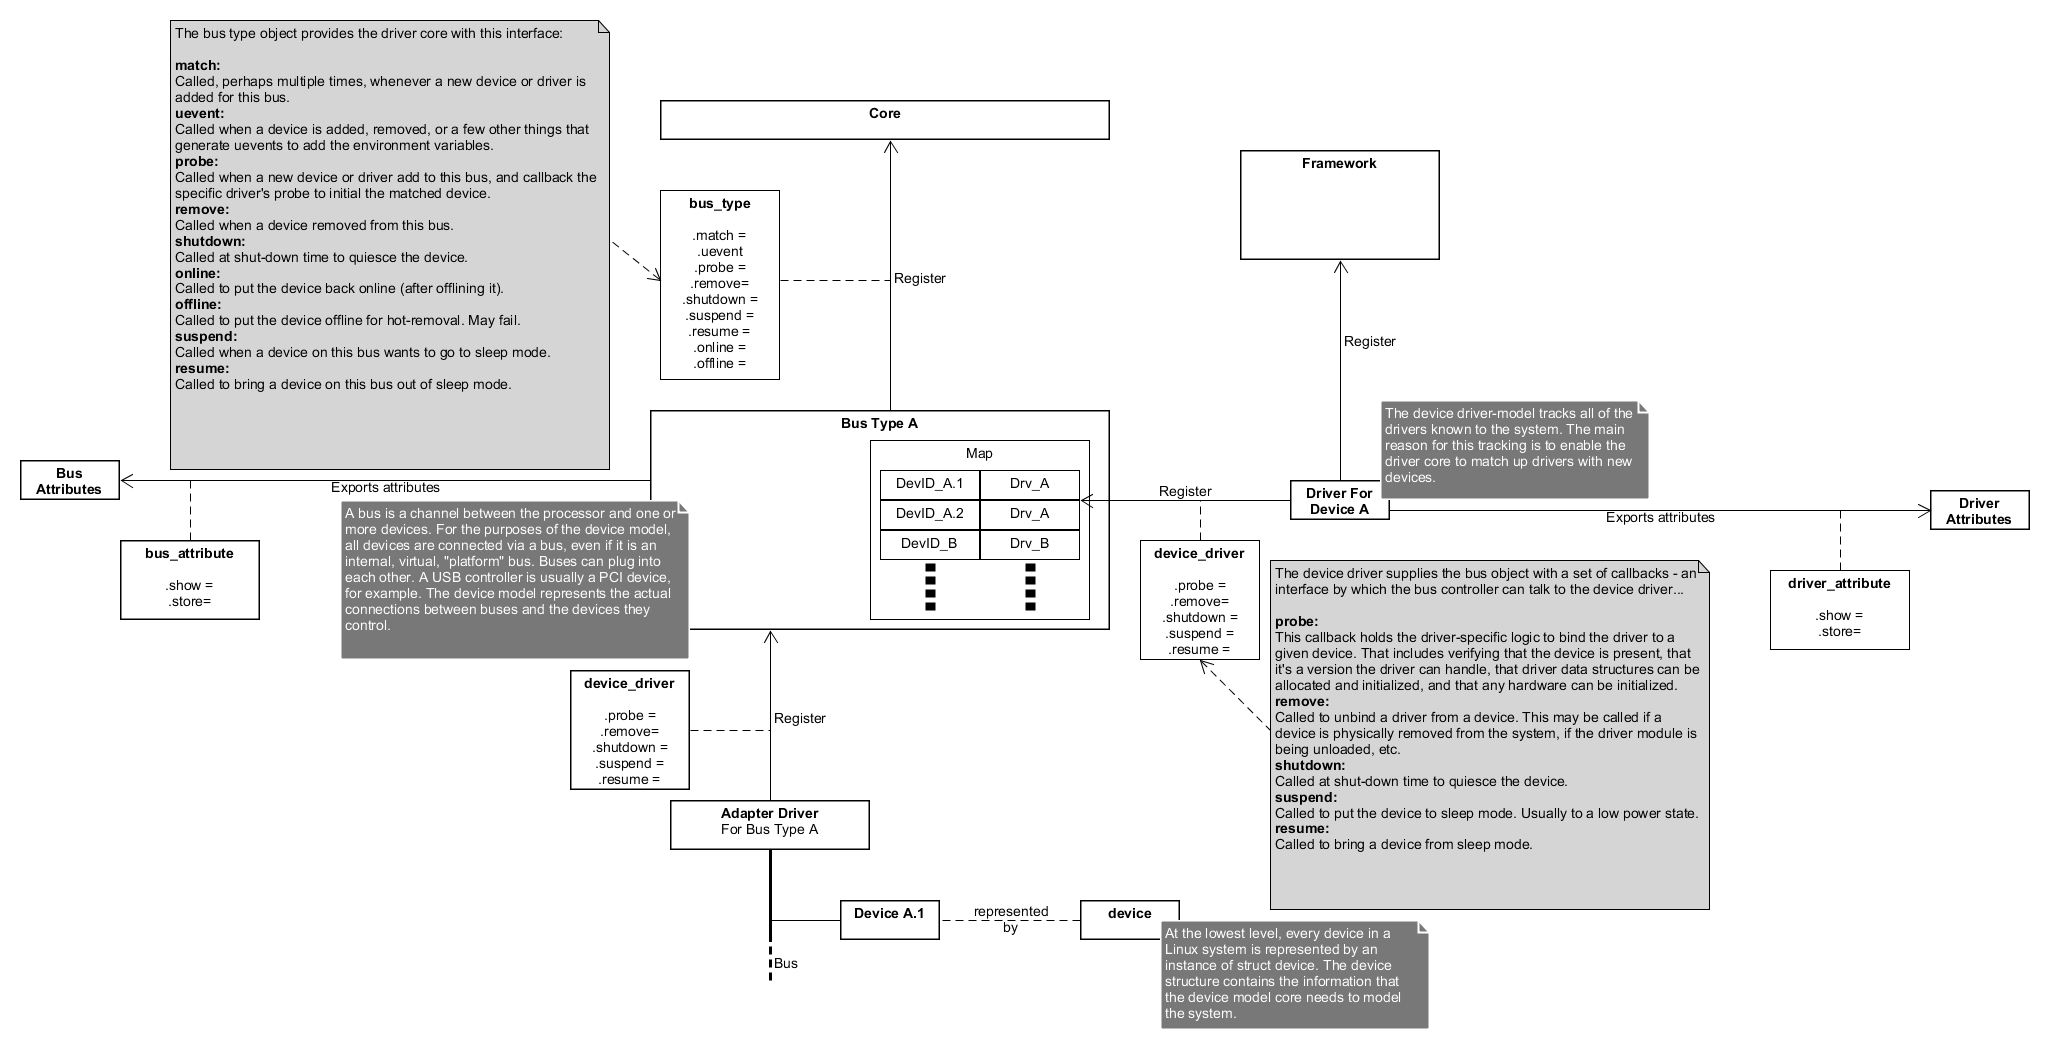 The bus type object provides the driver core with this interface:
match:
Called, perhaps multiple times, whenever a new device or driver is
added for this bus.
uevent:
Called when a device is added, removed, or a few other things that
generate uevents to add the environment variables.
probe:
Called when a new device or driver add to this bus, and callback the
specific driver's probe to initial the matched device.
remove:
Called when a device removed from this bus.
shutdown:
Called at shut-down time to quiesce the device.
online:
Called to put the device back online (after offlining it).
offline:
Called to put the device offline for hot-removal. May fail.
suspend:
Called when a device on this bus wants to go to sleep mode.
resume:
Called to bring a device on this bus out of sleep mode.
Core
bus_type
.match =
.uevent
.probe =
.remove=
.shutdown =
.suspend =
.resume =
.online =
.offline =
Register
Framework
Register
The device driver-model tracks all of the
drivers known to the system. The main
reason for this tracking is to enable the
driver core to match up drivers with new
devices.
Bus
Attributes
Exports attributes
bus_attribute
.show =
.store=
A bus is a channel between the processor and one or
more devices. For the purposes of the device model,
all devices are connected via a bus, even if it is an
internal, virtual, "platform" bus. Buses can plug into
each other. A USB controller is usually a PCI device,
for example. The device model represents the actual
connections between buses and the devices they
control.
Bus Type A
Map
DevID_A.1 Drv_A
DevID_A.2 Drv_A
DevID_B Drv_B
Register
Driver For
Device A
Exports attributes
Driver
Attributes
device_driver
.probe =
.remove=
.shutdown =
.suspend =
.resume =
driver_attribute
.show =
.store=
The device driver supplies the bus object with a set of callbacks - an
interface by which the bus controller can talk to the device driver...
probe:
This callback holds the driver-specific logic to bind the driver to a
given device. That includes verifying that the device is present, that
it's a version the driver can handle, that driver data structures can be
allocated and initialized, and that any hardware can be initialized.
remove:
Called to unbind a driver from a device. This may be called if a
device is physically removed from the system, if the driver module is
being unloaded, etc.
shutdown:
Called at shut-down time to quiesce the device.
suspend:
Called to put the device to sleep mode. Usually to a low power state.
resume:
Called to bring a device from sleep mode.
device_driver
.probe =
.remove=
.shutdown =
.suspend =
.resume =
Register
Adapter Driver
For Bus Type A
Device A.1
represented
by
device
Bus
At the lowest level, every device in a
Linux system is represented by an
instance of struct device. The device
structure contains the information that
the device model core needs to model
the system.